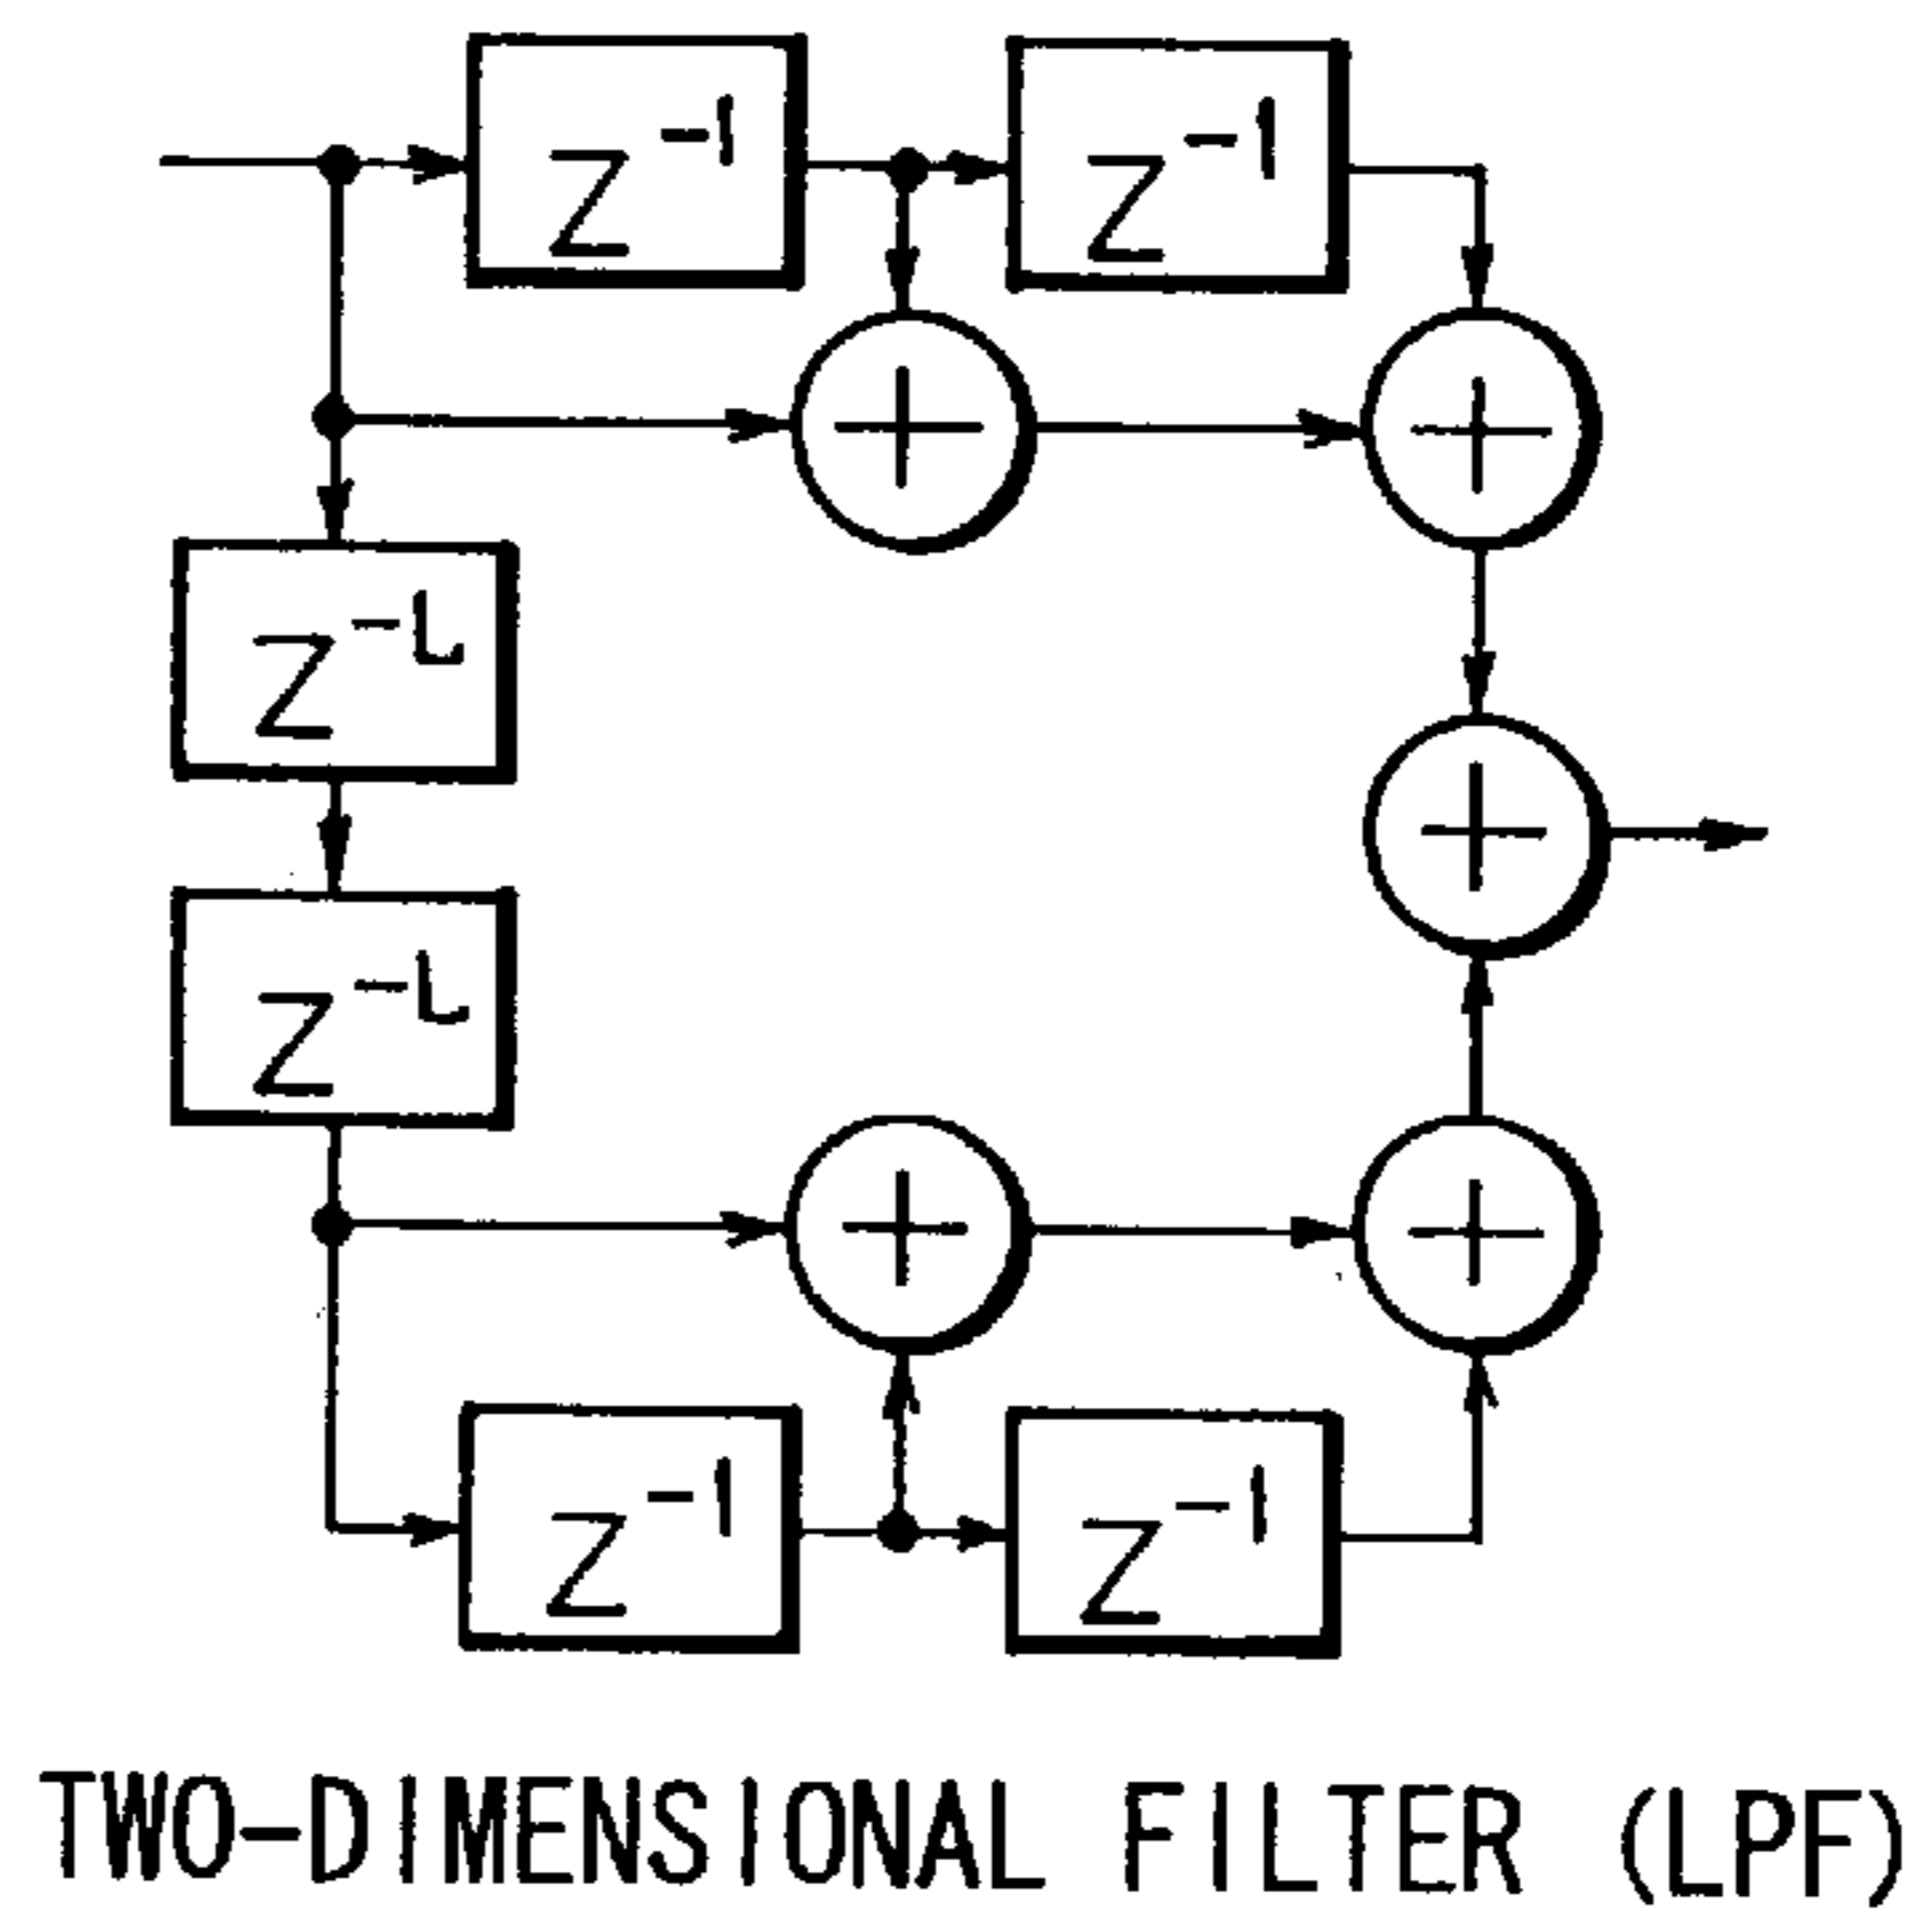 Z⁻¹ Z⁻¹
+ +
Z⁻ᴸ
+
Z⁻ᴸ
+ +
Z⁻¹ Z⁻¹
TWO-DIMENSIONAL FILTER (LPF)